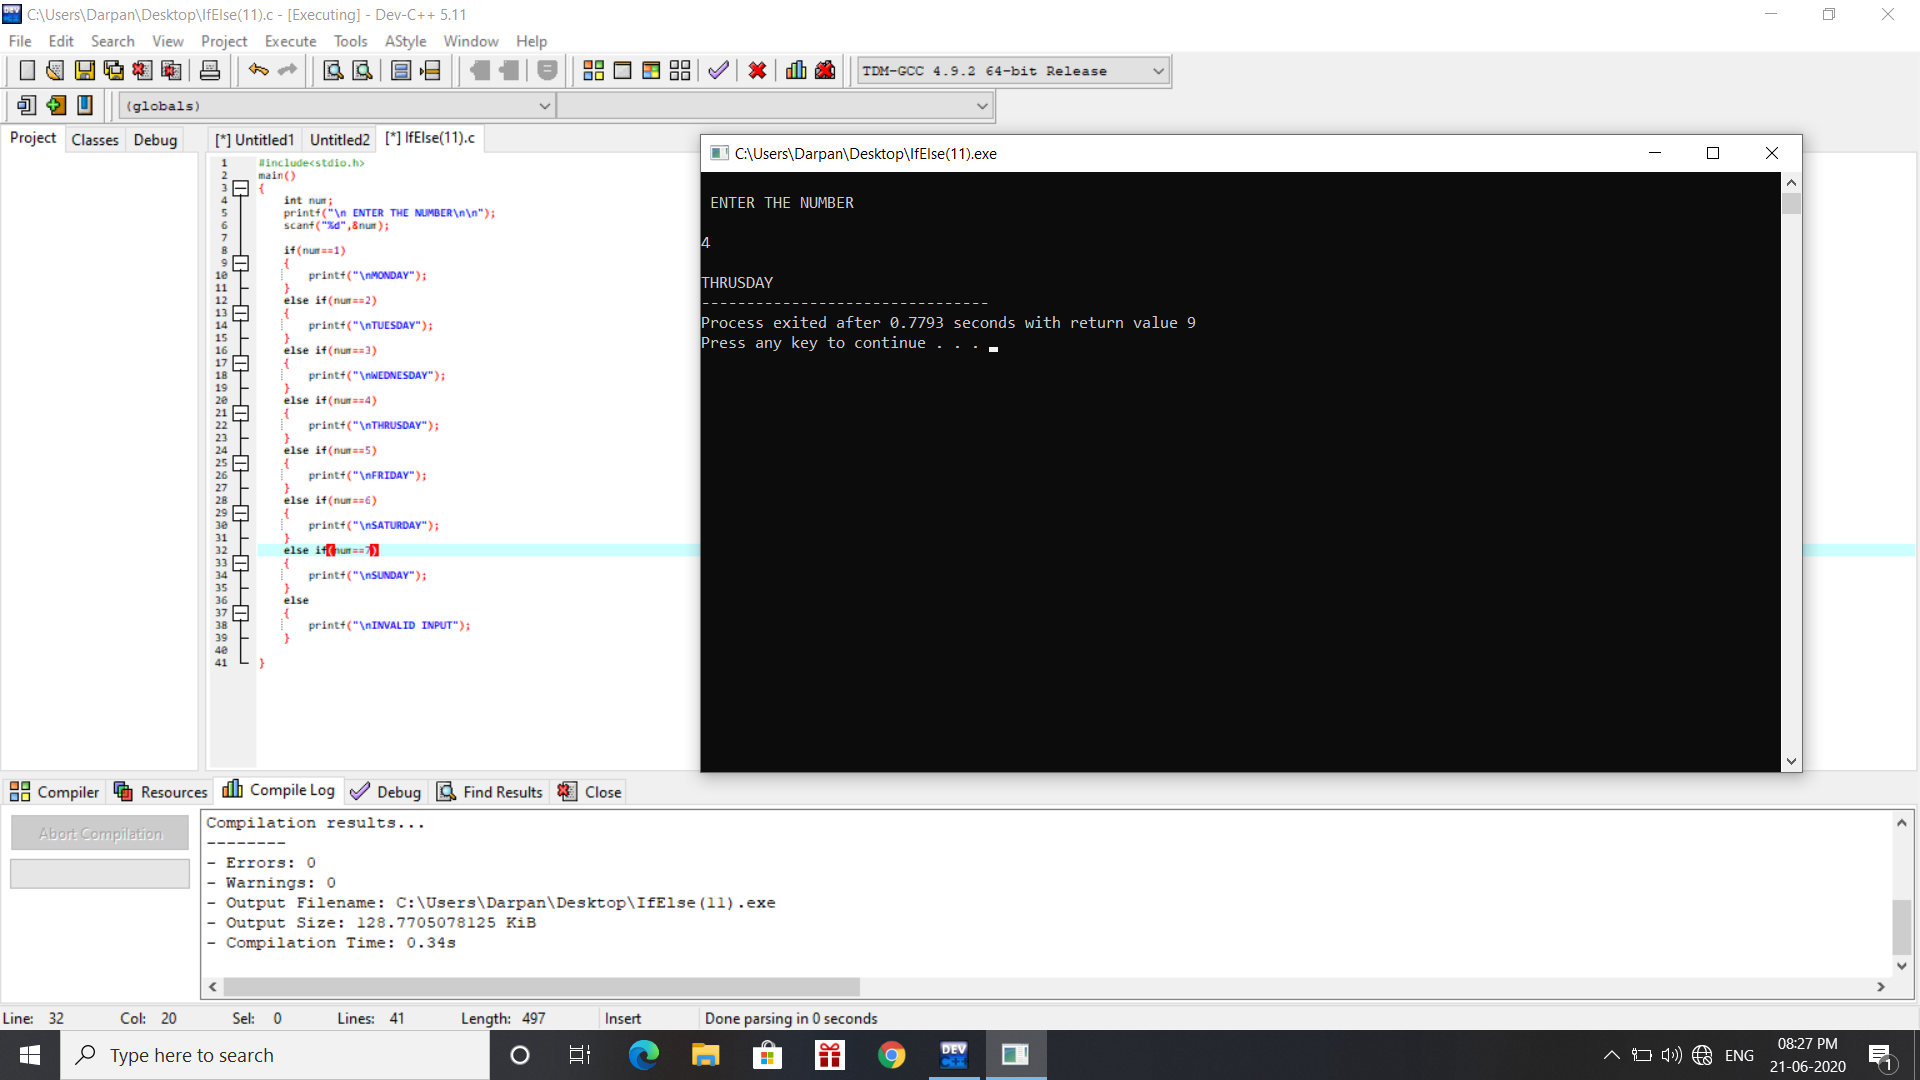 C:\Users\Darpan\Desktop\IfElse(11).c - [Executing] - Dev-C++ 5.11
File Edit Search View Project Execute Tools AStyle Window Help
TDM-GCC 4.9.2 64-bit Release
(globals)
Project Classes Debug
[*] Untitled1 Untitled2 [*] IfElse(11).c
1 #include<stdio.h>
2 main()
3 {
4 int num;
5 printf("\n ENTER THE NUMBER\n\n");
6 scanf("%d",&num);
7
8 if(num==1)
9 {
10 printf("\nMONDAY");
11 }
12 else if(num==2)
13 {
14 printf("\nTUESDAY");
15 }
16 else if(num==3)
17 {
18 printf("\nWEDNESDAY");
19 }
20 else if(num==4)
21 {
22 printf("\nTHRUSDAY");
23 }
24 else if(num==5)
25 {
26 printf("\nFRIDAY");
27 }
28 else if(num==6)
29 {
30 printf("\nSATURDAY");
31 }
32 else if(num==7)
33 {
34 printf("\nSUNDAY");
35 }
36 else
37 {
38 printf("\nINVALID INPUT");
39 }
40
41 }
C:\Users\Darpan\Desktop\IfElse(11).exe
ENTER THE NUMBER
4
THRUSDAY
--------------------------------
Process exited after 0.7793 seconds with return value 9
Press any key to continue . . .
Compiler Resources Compile Log Debug Find Results Close
Abort Compilation
Compilation results...
--------
- Errors: 0
- Warnings: 0
- Output Filename: C:\Users\Darpan\Desktop\IfElse(11).exe
- Output Size: 128.7705078125 KiB
- Compilation Time: 0.34s
Line: 32 Col: 20 Sel: 0 Lines: 41 Length: 497 Insert Done parsing in 0 seconds
Type here to search
DEV C++
ENG
08:27 PM
21-06-2020
1